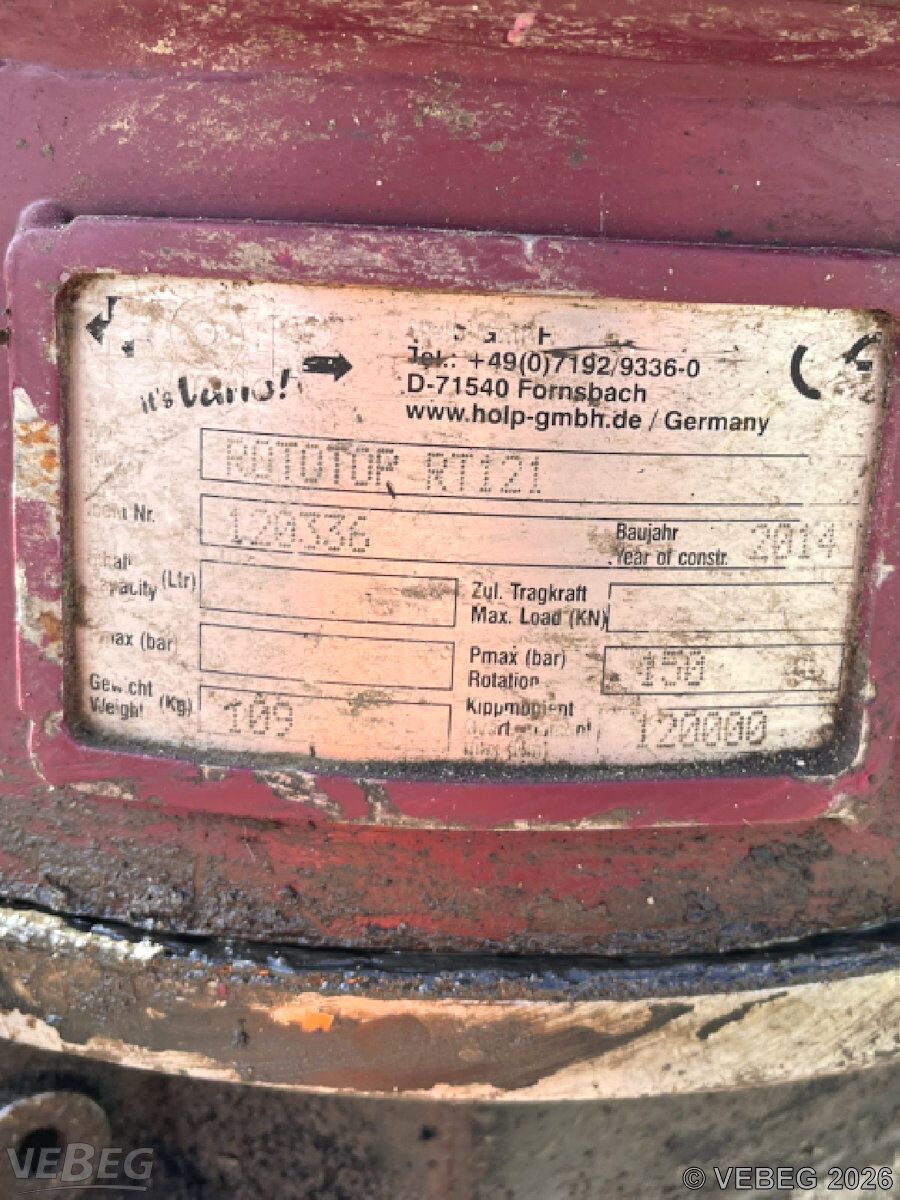 it's Vario!
Tel.: +49(0)7192/9336-0
D-71540 Fornsbach
www.holp-gmbh.de / Germany
ROTOTOP RT121
Nr. 120336 Baujahr 2014
Year of constr.
(Ltr) Zul. Tragkraft
Max. Load (KN)
(bar) Pmax (bar) 150
Rotation
Gewicht (Kg) 109 Kippmoment 120000
Weight
VEBEG
© VEBEG 2026